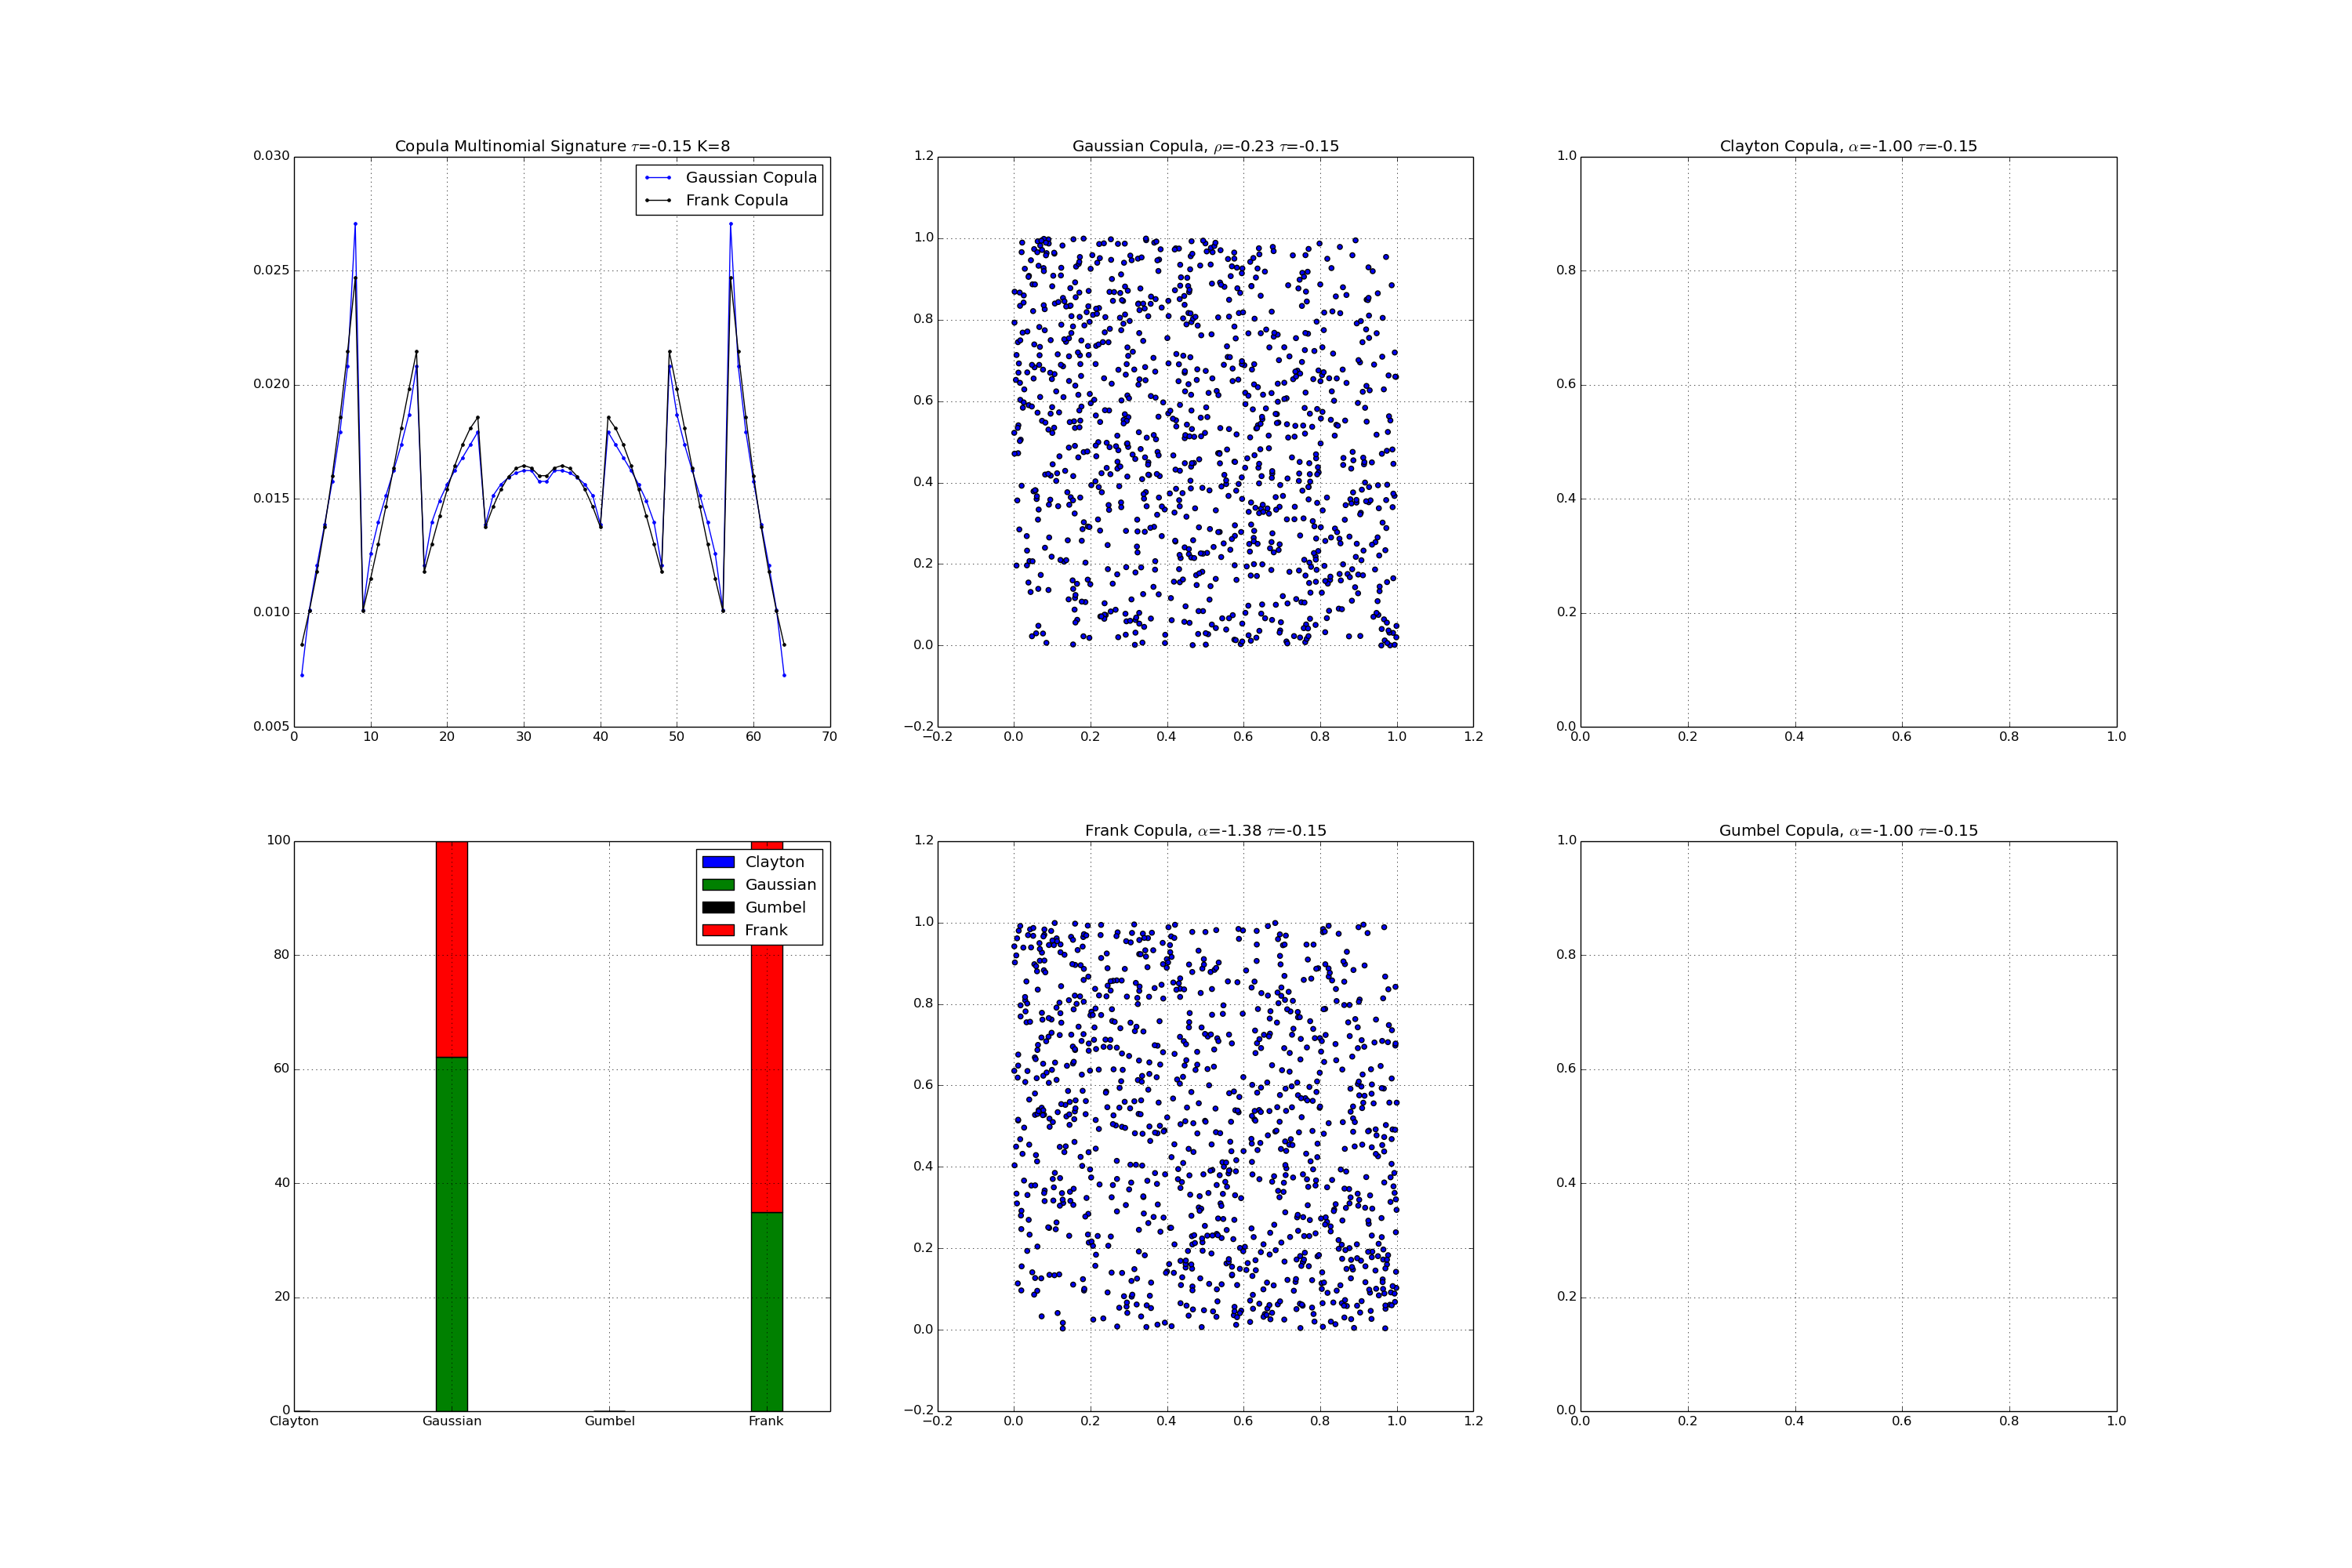 Copula Multinomial Signature τ=-0.15 K=8
0.030
0.025
0.020
0.015
0.010
0.005
0 10 20 30 40 50 60 70
Gaussian Copula
Frank Copula
Gaussian Copula, ρ=-0.23 τ=-0.15
1.2
1.0
0.8
0.6
0.4
0.2
0.0
−0.2
−0.2 0.0 0.2 0.4 0.6 0.8 1.0 1.2
Clayton Copula, α=-1.00 τ=-0.15
1.0
0.8
0.6
0.4
0.2
0.0
0.0 0.2 0.4 0.6 0.8 1.0
100
80
60
40
20
0
Clayton Gaussian Gumbel Frank
Clayton
Gaussian
Gumbel
Frank
Frank Copula, α=-1.38 τ=-0.15
1.2
1.0
0.8
0.6
0.4
0.2
0.0
−0.2
−0.2 0.0 0.2 0.4 0.6 0.8 1.0 1.2
Gumbel Copula, α=-1.00 τ=-0.15
1.0
0.8
0.6
0.4
0.2
0.0
0.0 0.2 0.4 0.6 0.8 1.0